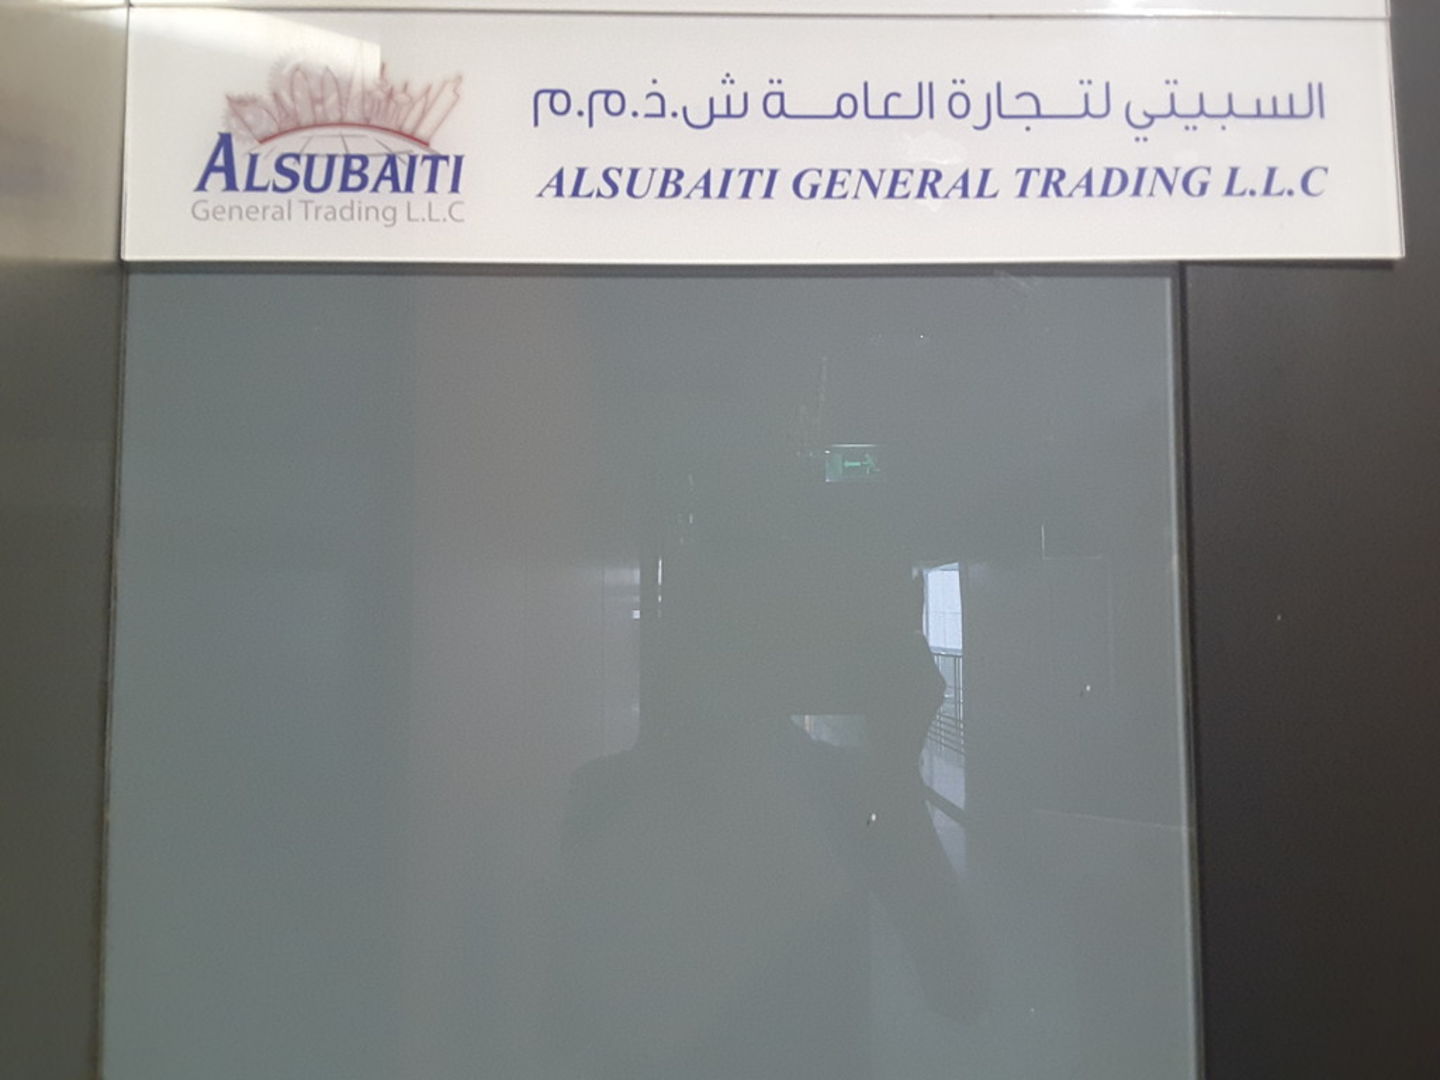 السبيتي لتجارة العامة ش.ذ.م.م
ALSUBAITI GENERAL TRADING L.L.C
ALSUBAITI
General Trading L.L.C